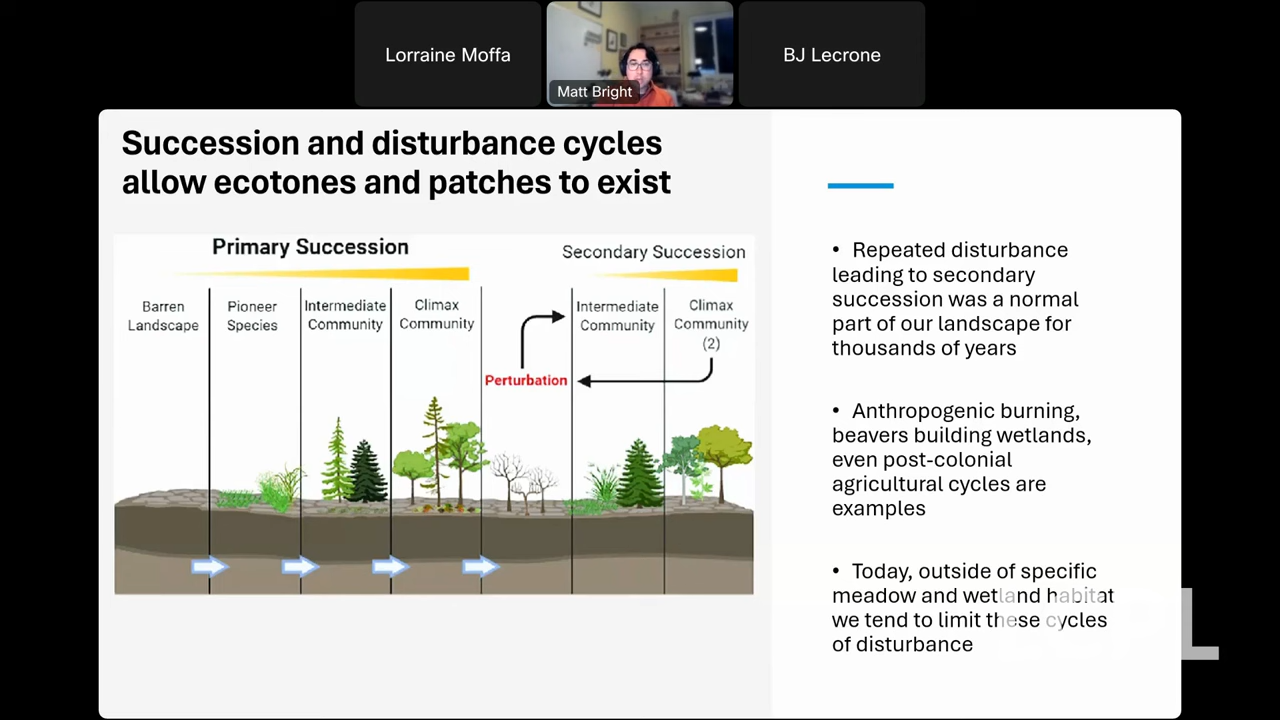 Lorraine Moffa
Matt Bright
BJ Lecrone
Succession and disturbance cycles
allow ecotones and patches to exist
Primary Succession
Secondary Succession
Barren
Landscape
Pioneer
Species
Intermediate
Community
Climax
Community
Intermediate
Community
Climax
Community
(2)
Perturbation
• Repeated disturbance
leading to secondary
succession was a normal
part of our landscape for
thousands of years
• Anthropogenic burning,
beavers building wetlands,
even post-colonial
agricultural cycles are
examples
• Today, outside of specific
meadow and wetland habitat
we tend to limit these cycles
of disturbance